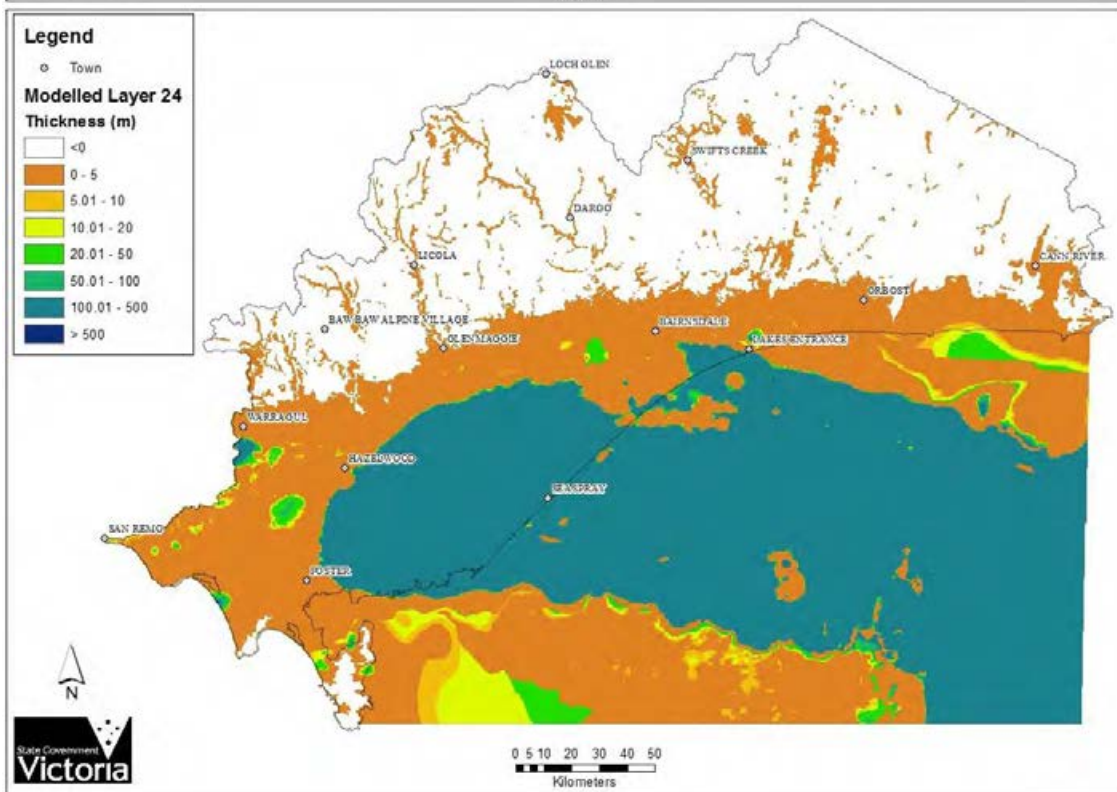 Legend
Town
Modelled Layer 24
Thickness (m)
<0
0 - 5
5.01 - 10
10.01 - 20
20.01 - 50
50.01 - 100
100.01 - 500
> 500
LOCH OLEN
SWIFTS CREEK
DARGO
LICOLA
CANN RIVER
ORBOST
BAW BAW ALPINE VILLAGE
BAIRNSDALE
GLENMAGGIE
LAKES ENTRANCE
WARRAGUL
HAZELWOOD
SEASPRAY
SAN REMO
FOSTER
N
State Government
Victoria
0 5 10 20 30 40 50
Kilometers